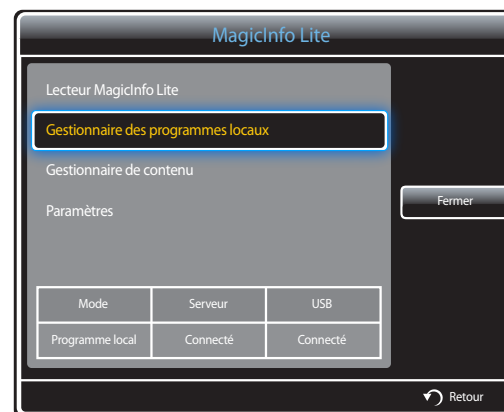 MagicInfo Lite
Lecteur MagicInfo Lite
Gestionnaire des programmes locaux
Gestionnaire de contenu
Paramètres
Fermer
Mode Serveur USB
Programme local Connecté Connecté
Retour